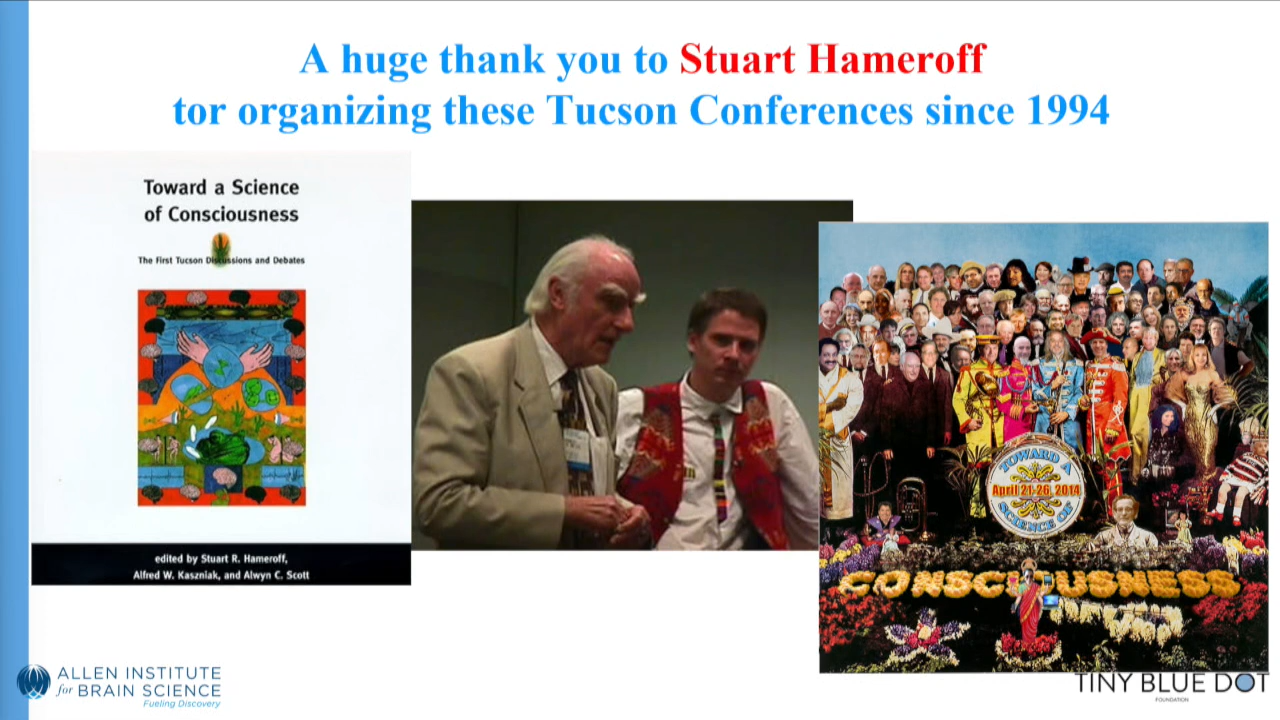 A huge thank you to Stuart Hameroff
tor organizing these Tucson Conferences since 1994
Toward a Science
of Consciousness
The First Tucson Discussions and Debates
edited by Stuart R. Hameroff,
Alfred W. Kaszniak, and Alwyn C. Scott
TOWARD A
April 21-26, 2014
SCIENCE OF
CONSCIOUSNESS
ALLEN INSTITUTE
for BRAIN SCIENCE
Fueling Discovery
TINY BLUE DOT
FOUNDATION